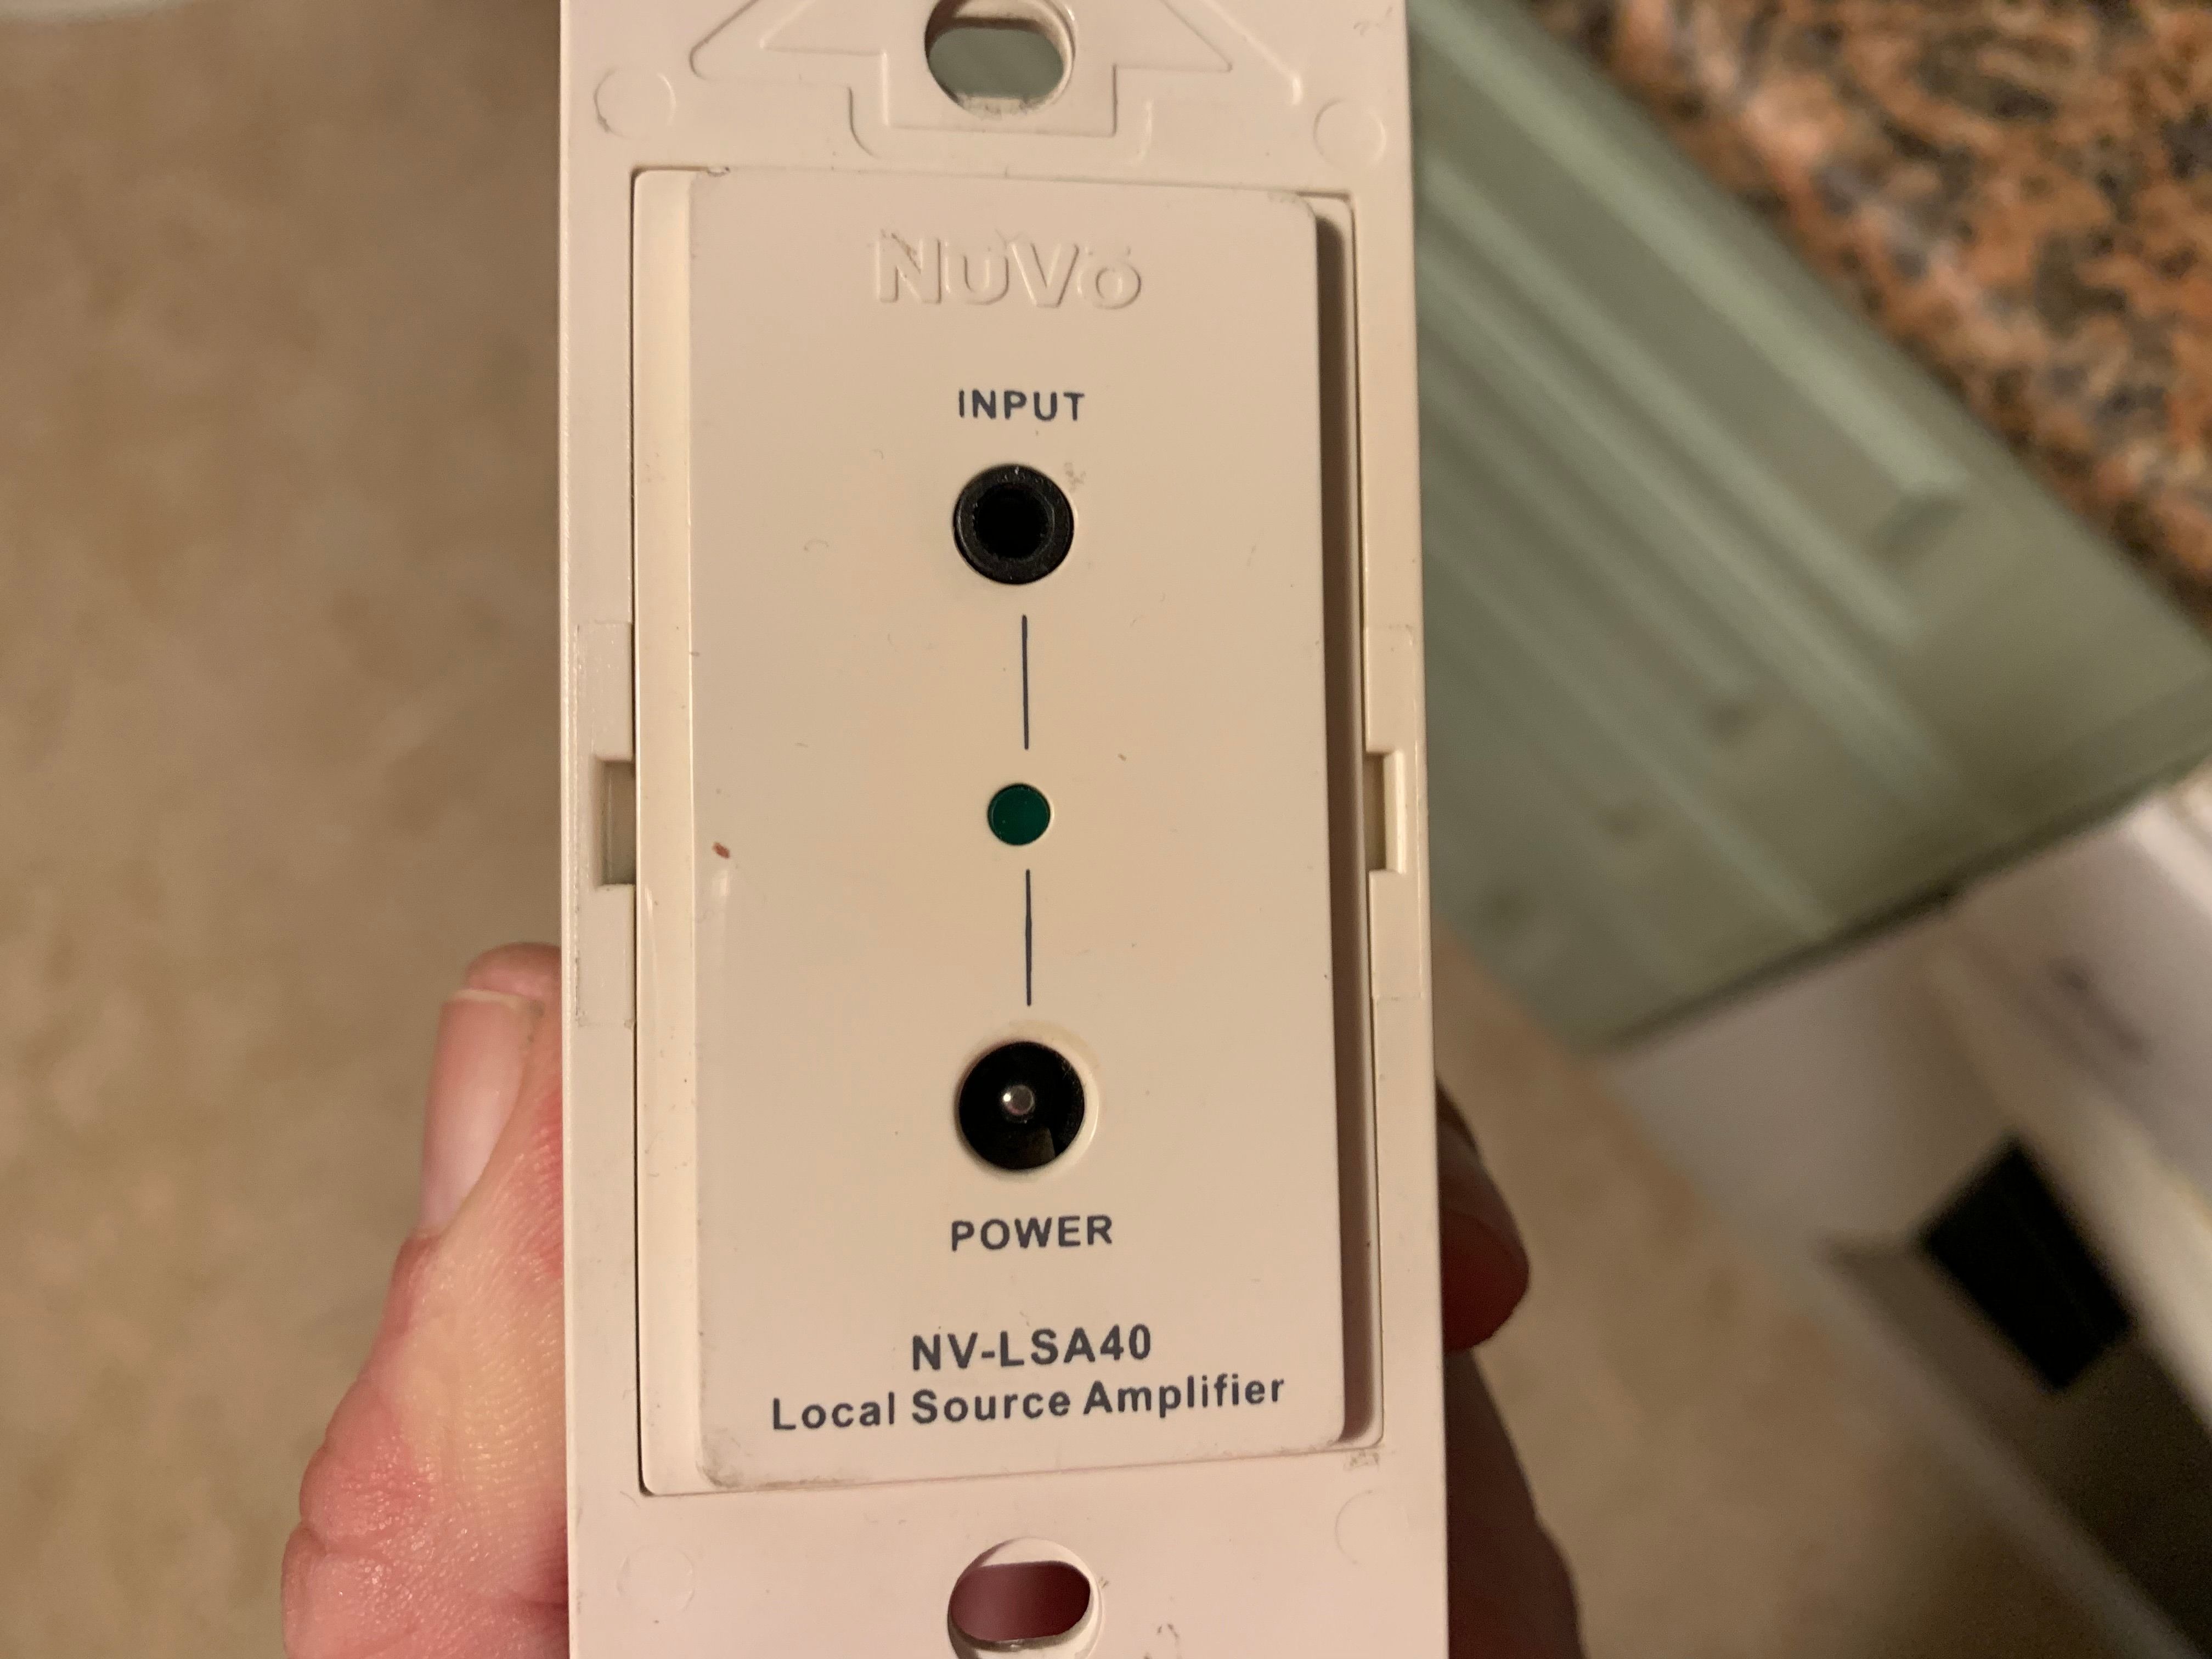 NuVo
INPUT
POWER
NV-LSA40
Local Source Amplifier